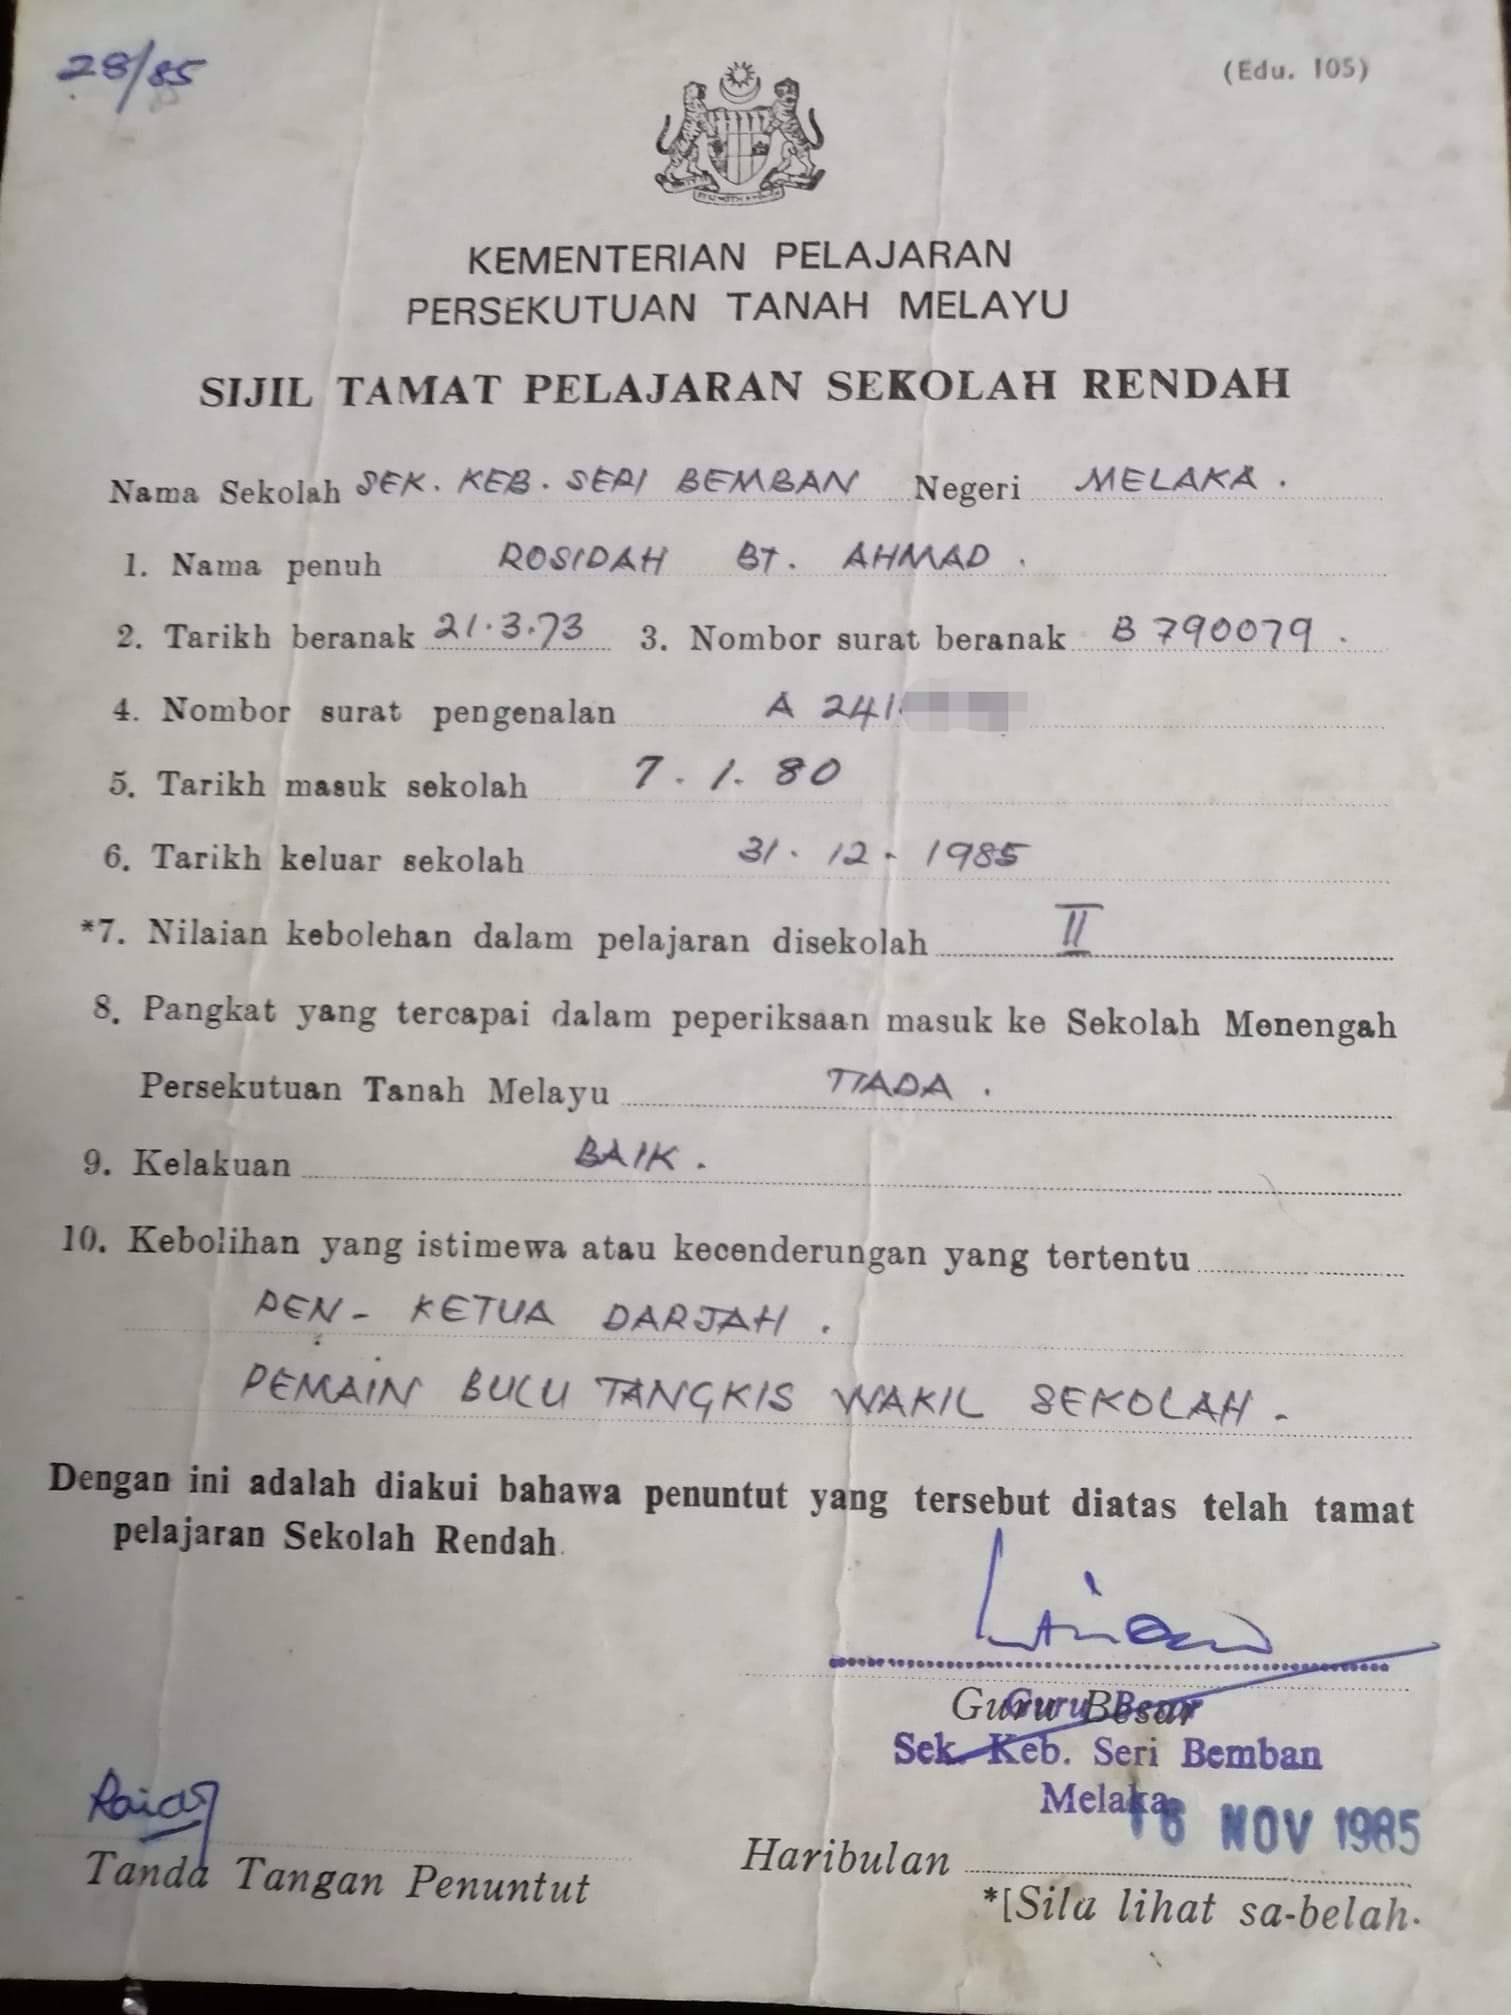 28/85
(Edu. 105)
KEMENTERIAN PELAJARAN
PERSEKUTUAN TANAH MELAYU
SIJIL TAMAT PELAJARAN SEKOLAH RENDAH
Nama Sekolah SEK. KEB. SERI BEMBAN Negeri MELAKA.
1. Nama penuh ROSIDAH BT. AHMAD.
2. Tarikh beranak 21.3.73 3. Nombor surat beranak B 790079.
4. Nombor surat pengenalan A 241
5. Tarikh masuk sekolah 7.1.80
6. Tarikh keluar sekolah 31.12.1985
*7. Nilaian kebolehan dalam pelajaran disekolah II
8. Pangkat yang tercapai dalam peperiksaan masuk ke Sekolah Menengah
Persekutuan Tanah Melayu TIADA.
9. Kelakuan BAIK.
10. Kebolihan yang istimewa atau kecenderungan yang tertentu
PEN- KETUA DARJAH.
PEMAIN BULU TANGKIS WAKIL SEKOLAH.
Dengan ini adalah diakui bahawa penuntut yang tersebut diatas telah tamat
pelajaran Sekolah Rendah.
Guru Besar
Guru Besar
Sek. Keb. Seri Bemban
Melaka
16 NOV 1985
Haribulan
Tanda Tangan Penuntut
*[Sila lihat sa-belah.